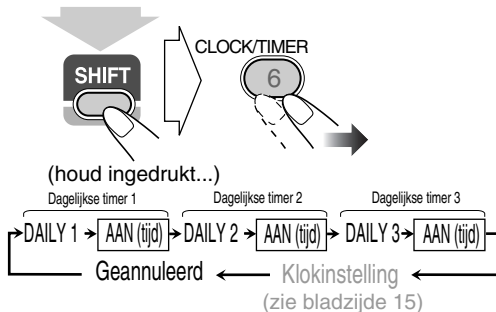 CLOCK/TIMER
SHIFT
6
(houd ingedrukt...)
Dagelijkse timer 1 Dagelijkse timer 2 Dagelijkse timer 3
DAILY 1 AAN (tijd) DAILY 2 AAN (tijd) DAILY 3 AAN (tijd)
Geannuleerd Klokinstelling
(zie bladzijde 15)